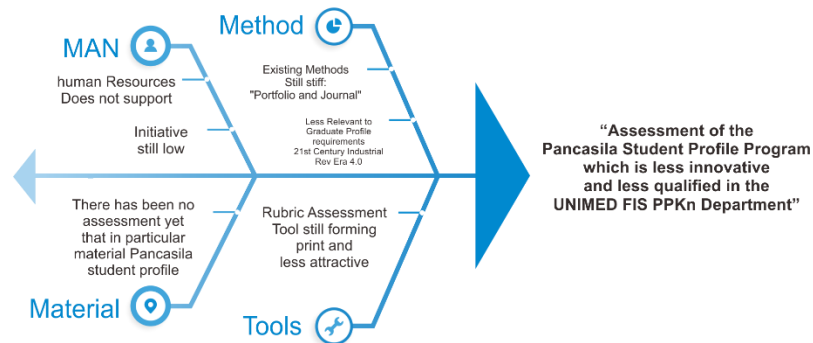 MAN
human Resources
Does not support
Initiative
still low
Method
Existing Methods
Still stiff:
"Portfolio and Journal"
Less Relevant to
Graduate Profile
requirements
21st Century Industrial
Rev Era 4.0
There has been no
assessment yet
that in particular
material Pancasila
student profile
Material
Rubric Assessment
Tool still forming
print and
less attractive
Tools
“Assessment of the
Pancasila Student Profile Program
which is less innovative
and less qualified in the
UNIMED FIS PPKn Department”